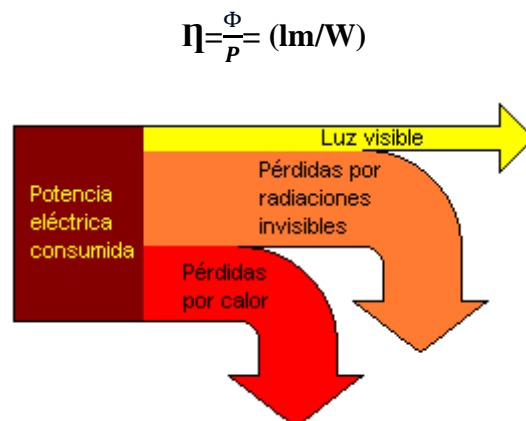 η=Φ/P= (lm/W)
Luz visible
Pérdidas por
radiaciones
invisibles
Potencia
eléctrica
consumida
Pérdidas
por calor